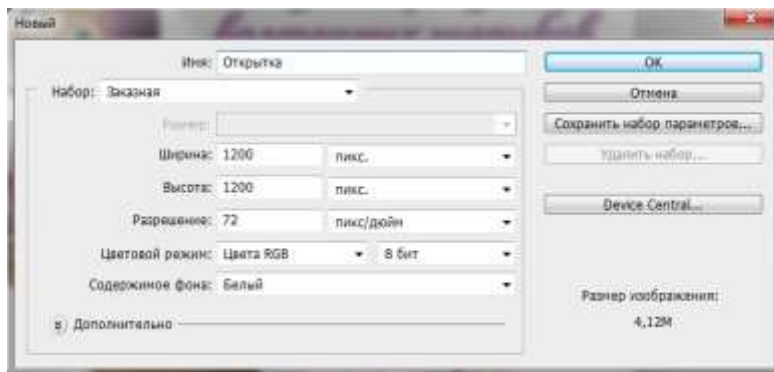 Новый
Имя: Открытка
Набор: Заказная
Размер:
Ширина: 1200 пикс.
Высота: 1200 пикс.
Разрешение: 72 пикс/дюйм
Цветовой режим: Цвета RGB 8 бит
Содержимое фона: Белый
Дополнительно
OK
Отмена
Сохранить набор параметров...
Удалить набор...
Device Central...
Размер изображения:
4,12M